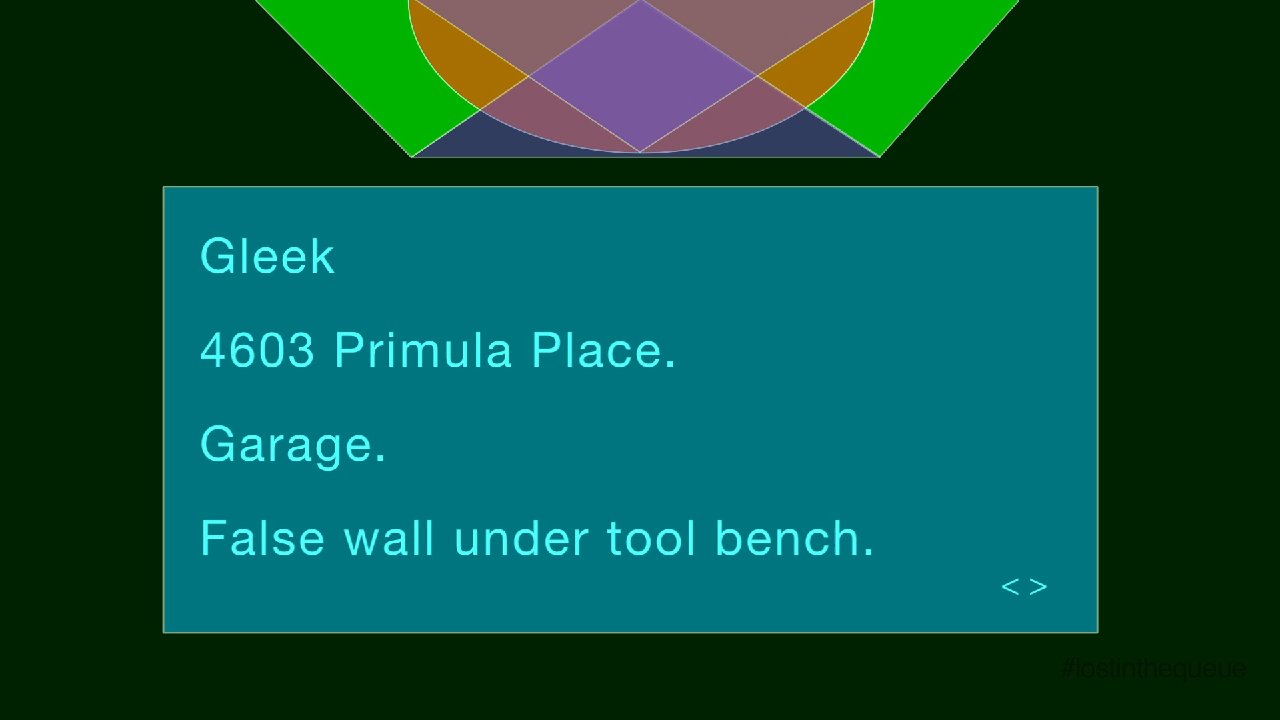 Gleek
4603 Primula Place.
Garage.
False wall under tool bench.
< >
#lostinthequeue